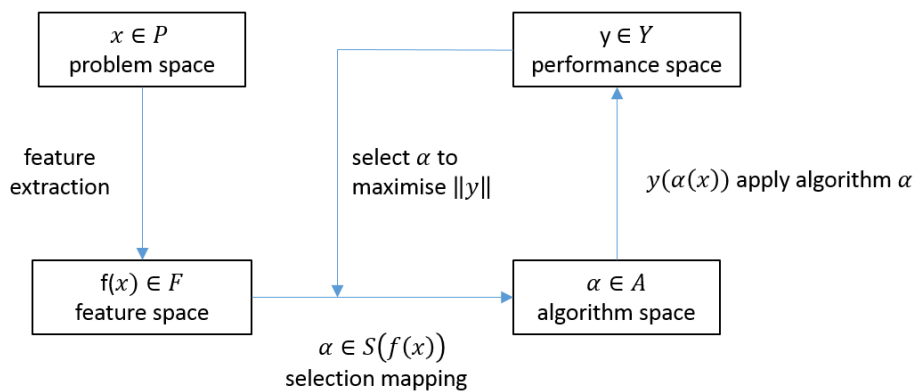 𝑥 ∈ 𝑃
problem space
y ∈ 𝑌
performance space
feature
extraction
select 𝛼 to
maximise ‖𝑦‖
𝑦(𝛼(𝑥)) apply algorithm 𝛼
f(𝑥) ∈ 𝐹
feature space
𝛼 ∈ 𝐴
algorithm space
𝛼 ∈ 𝑆(𝑓(𝑥))
selection mapping